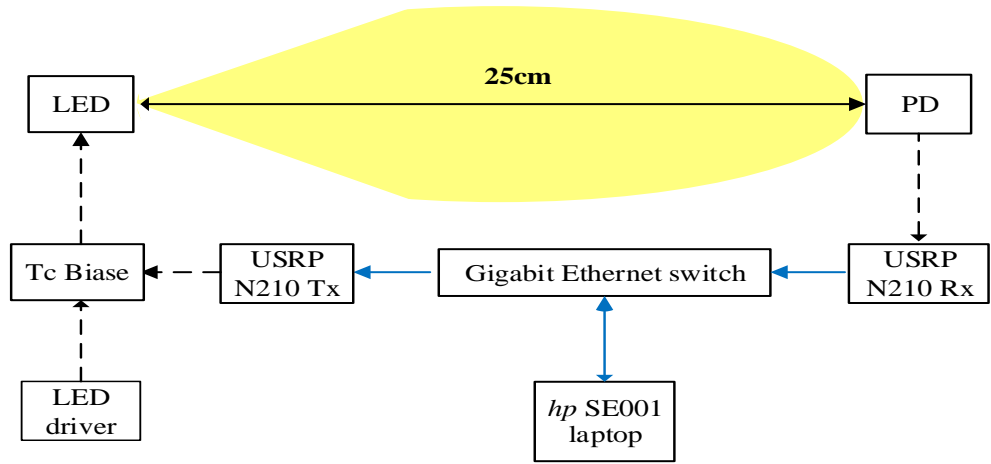 25cm
LED
PD
Tc Biase
USRP
N210 Tx
Gigabit Ethernet switch
USRP
N210 Rx
LED
driver
hp SE001
laptop